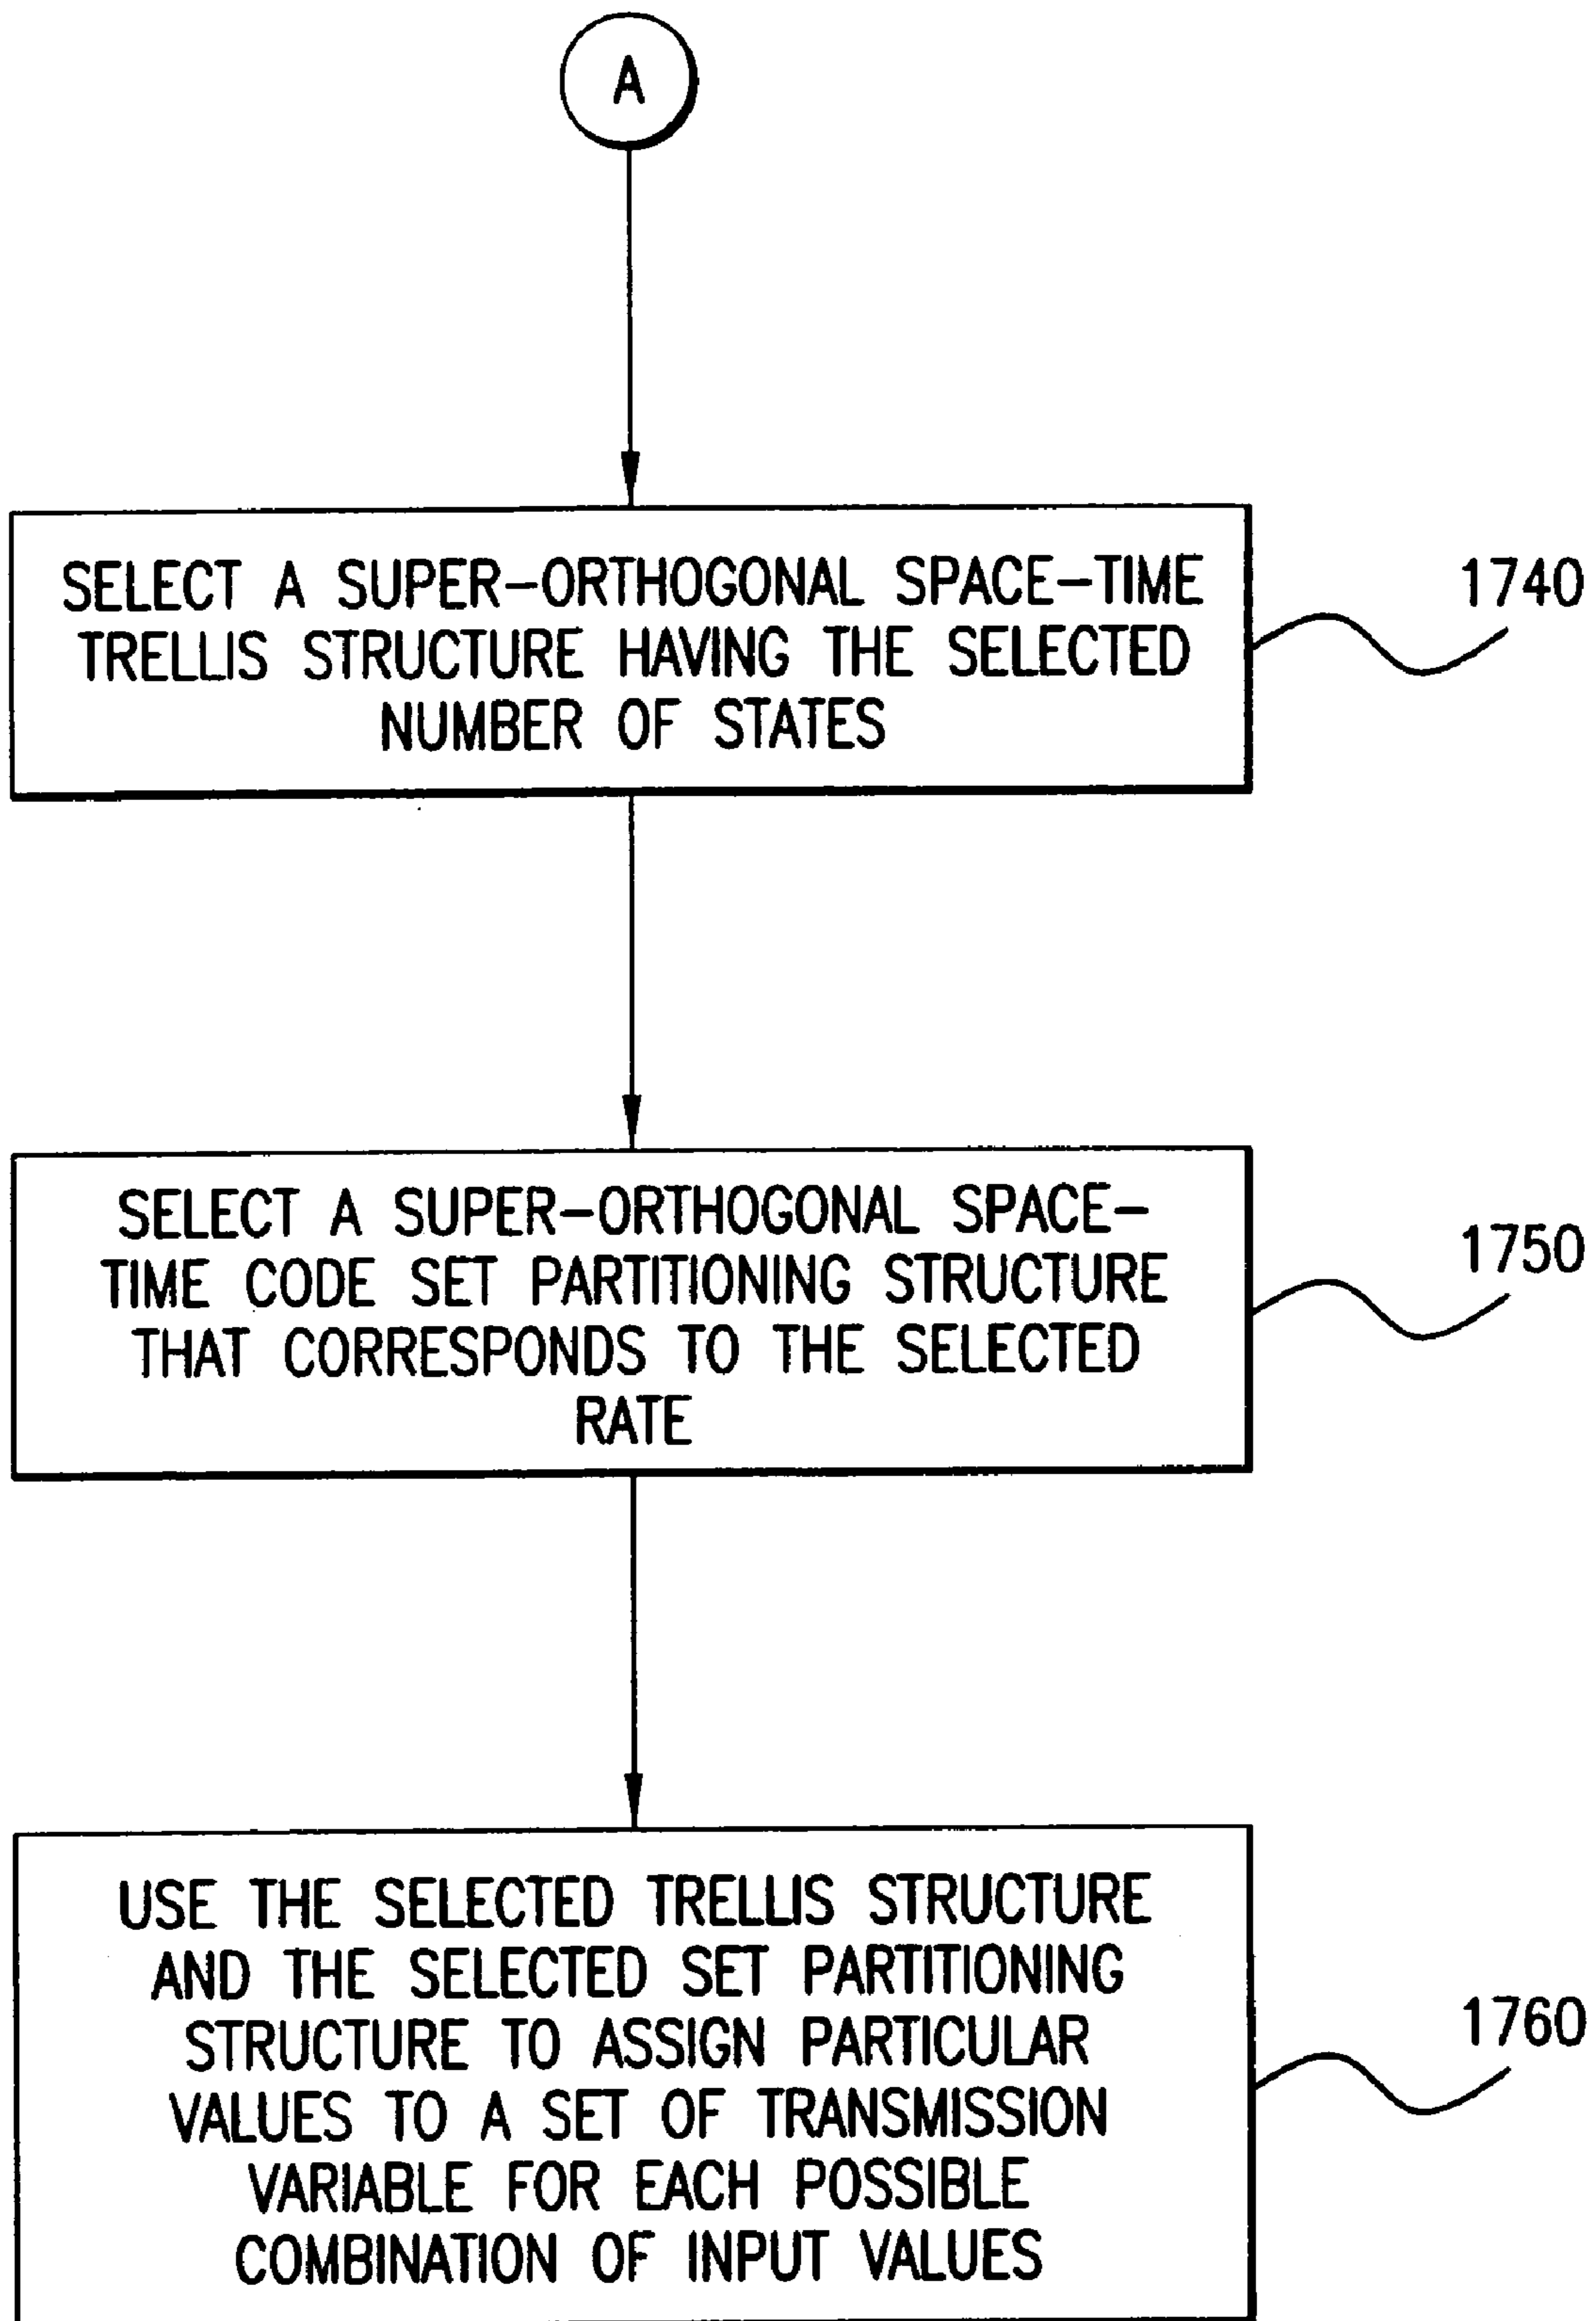 A
SELECT A SUPER-ORTHOGONAL SPACE-TIME
TRELLIS STRUCTURE HAVING THE SELECTED
NUMBER OF STATES
1740
SELECT A SUPER-ORTHOGONAL SPACE-
TIME CODE SET PARTITIONING STRUCTURE
THAT CORRESPONDS TO THE SELECTED
RATE
1750
USE THE SELECTED TRELLIS STRUCTURE
AND THE SELECTED SET PARTITIONING
STRUCTURE TO ASSIGN PARTICULAR
VALUES TO A SET OF TRANSMISSION
VARIABLE FOR EACH POSSIBLE
COMBINATION OF INPUT VALUES
1760